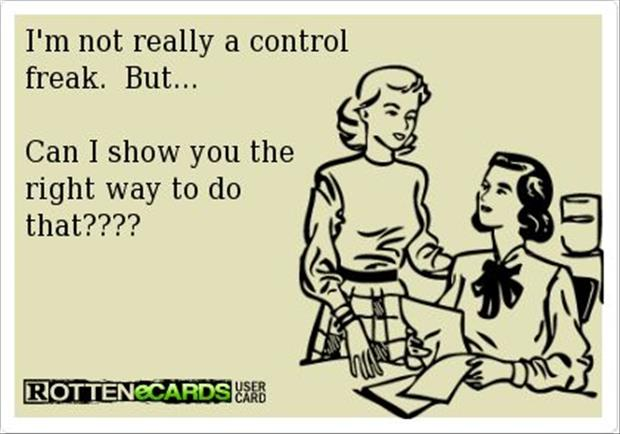 I'm not really a control
freak.  But...
Can I show you the
right way to do
that????
ROTTENeCARDS USER
CARD